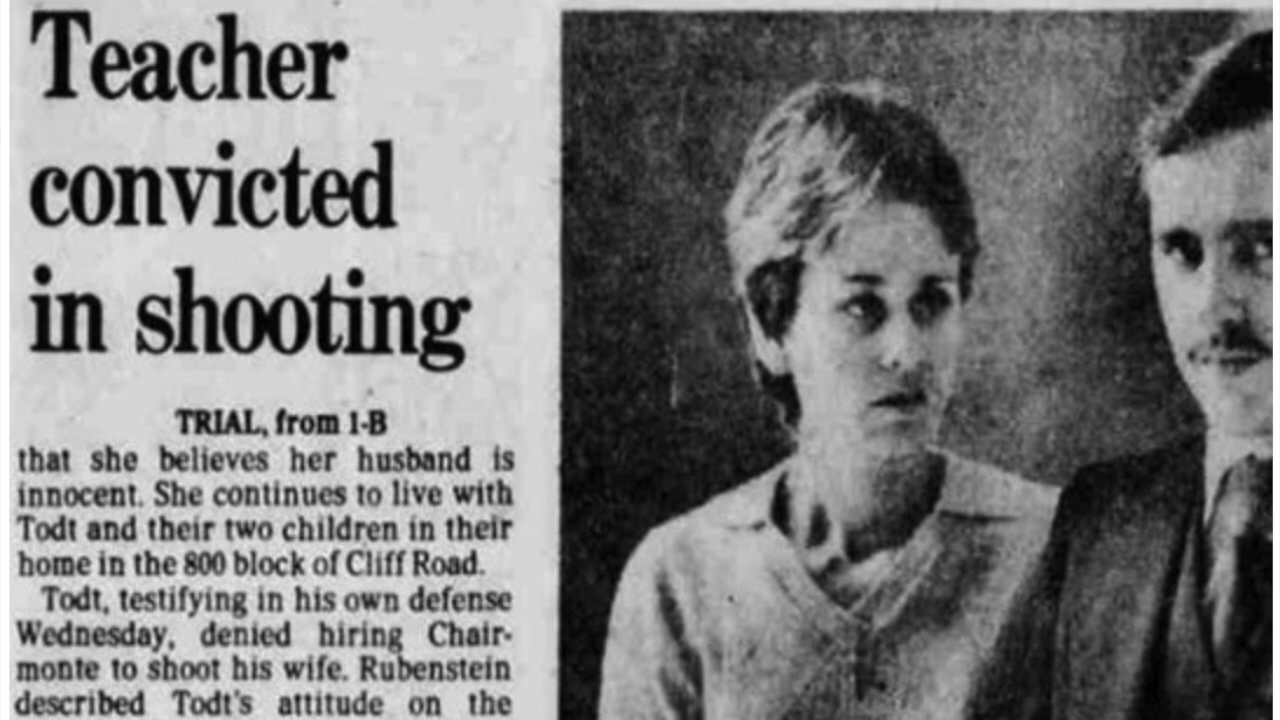 Teacher
convicted
in shooting
TRIAL, from 1-B
that she believes her husband is
innocent. She continues to live with
Todt and their two children in their
home in the 800 block of Cliff Road.
Todt, testifying in his own defense
Wednesday, denied hiring Chair-
monte to shoot his wife. Rubenstein
described Todt's attitude on the